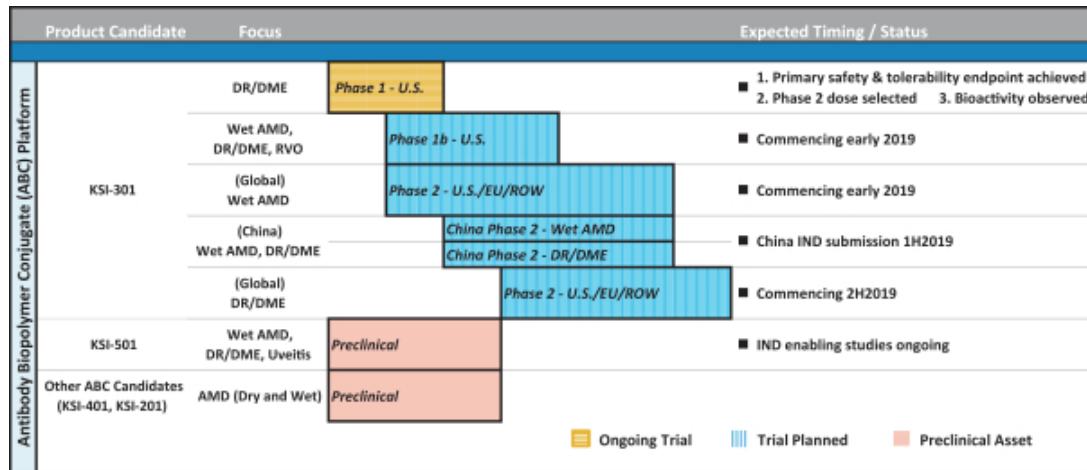 Product Candidate Focus Expected Timing / Status
Antibody Biopolymer Conjugate (ABC) Platform
DR/DME Phase 1 - U.S. ■ 1. Primary safety & tolerability endpoint achieved
2. Phase 2 dose selected 3. Bioactivity observed
Wet AMD,
DR/DME, RVO Phase 1b - U.S. ■ Commencing early 2019
KSI-301
(Global)
Wet AMD Phase 2 - U.S./EU/ROW ■ Commencing early 2019
(China)
Wet AMD, DR/DME China Phase 2 - Wet AMD
China Phase 2 - DR/DME ■ China IND submission 1H2019
(Global)
DR/DME Phase 2 - U.S./EU/ROW ■ Commencing 2H2019
KSI-501 Wet AMD,
DR/DME, Uveitis Preclinical ■ IND enabling studies ongoing
Other ABC Candidates
(KSI-401, KSI-201) AMD (Dry and Wet) Preclinical
Ongoing Trial Trial Planned Preclinical Asset